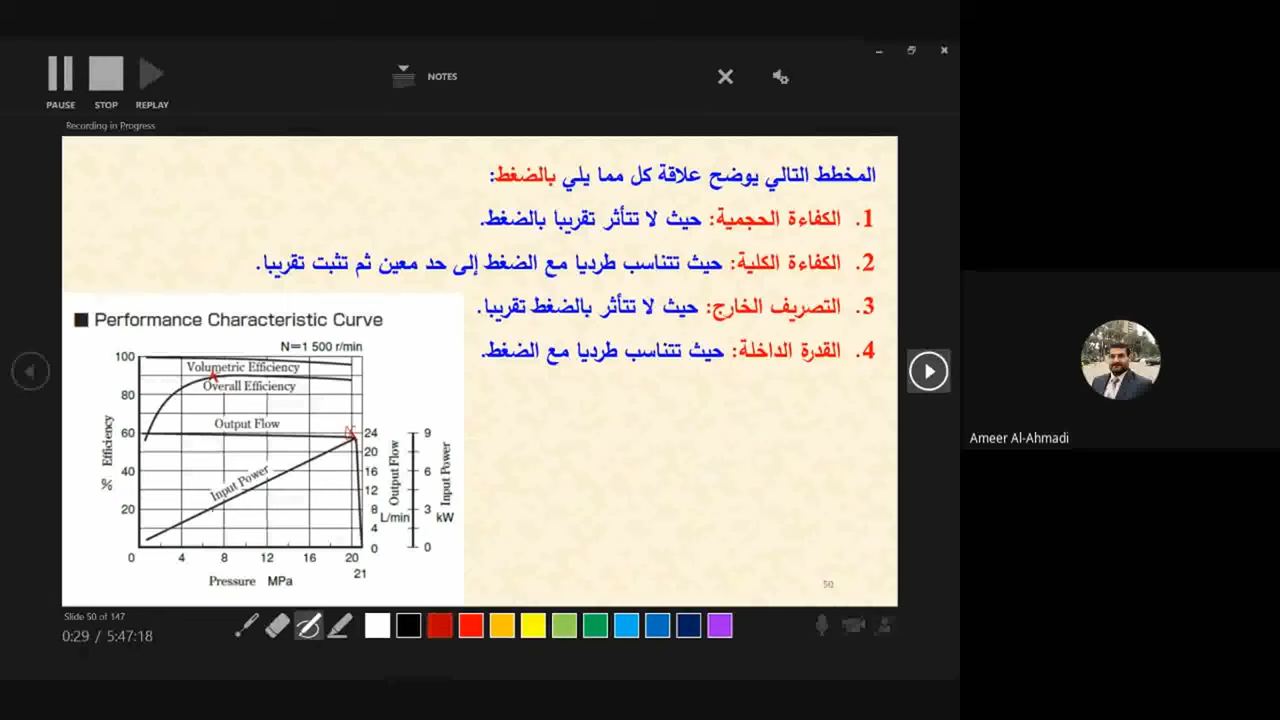 PAUSE STOP REPLAY
NOTES
Recording in Progress
المخطط التالي يوضح علاقة كل مما يلي بالضغط:
1. الكفاءة الحجمية: حيث لا تتأثر تقريبا بالضغط.
2. الكفاءة الكلية: حيث تتناسب طرديا مع الضغط إلى حد معين ثم تثبت تقريبا.
3. التصريف الخارج: حيث لا تتأثر بالضغط تقريبا.
4. القدرة الداخلة: حيث تتناسب طرديا مع الضغط.
■ Performance Characteristic Curve
N=1 500 r/min
Volumetric Efficiency
Overall Efficiency
Output Flow
Input Power
Efficiency %
100
80
60
40
20
0
24
20
16
12
8
4
0
Output Flow
L/min
9
6
3
0
Input Power
kW
4 8 12 16 20
21
Pressure MPa
50
Slide 50 of 147
0:29 / 5:47:18
Ameer Al-Ahmadi